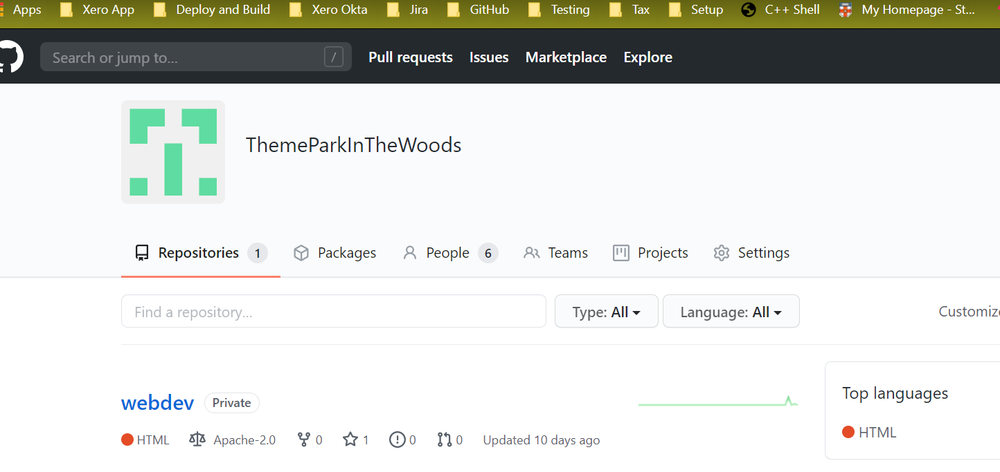 Apps Xero App Deploy and Build Xero Okta Jira GitHub Testing Tax Setup C++ Shell My Homepage - St...
Search or jump to... / Pull requests Issues Marketplace Explore
ThemeParkInTheWoods
Repositories 1 Packages People 6 Teams Projects Settings
Find a repository... Type: All Language: All
webdev Private
HTML Apache-2.0 0 1 0 0 Updated 10 days ago
Top languages
HTML